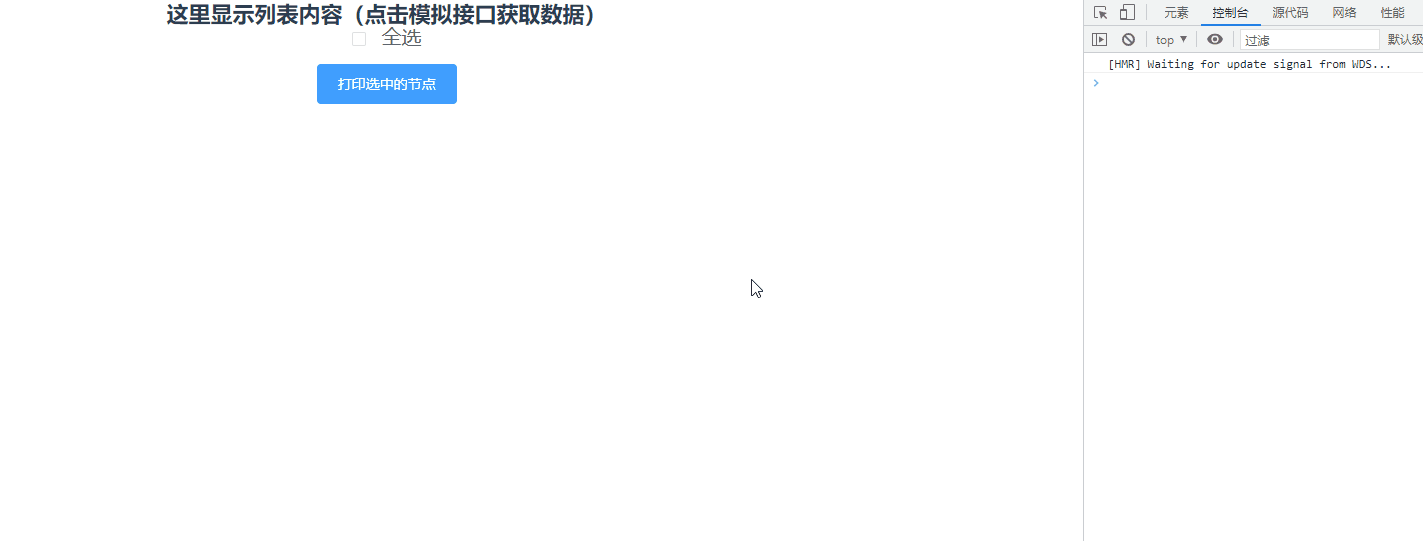 这里显示列表内容（点击模拟接口获取数据）
全选
打印选中的节点
元素 控制台 源代码 网络 性能
top ▼ 过滤 默认级
[HMR] Waiting for update signal from WDS...